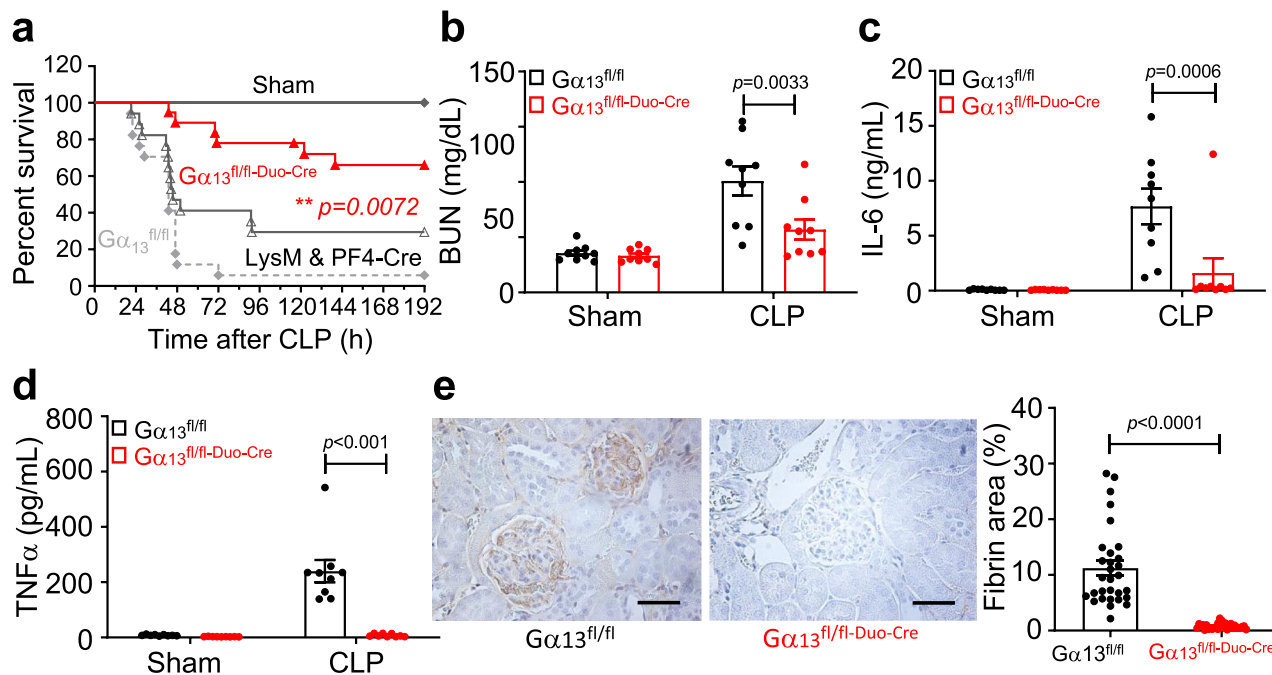 a
Percent survival
120
100
80
60
40
20
0
Sham
Gα13fl/fl-Duo-Cre
** p=0.0072
Gα13fl/fl
LysM & PF4-Cre
0 24 48 72 96 120 144 168 192
Time after CLP (h)
b
BUN (mg/dL)
150
100
50
0
Gα13fl/fl
Gα13fl/fl-Duo-Cre
p=0.0033
Sham CLP
c
IL-6 (ng/mL)
20
15
10
5
0
Gα13fl/fl
Gα13fl/fl-Duo-Cre
p=0.0006
Sham CLP
d
TNFα (pg/mL)
800
600
400
200
0
Gα13fl/fl
Gα13fl/fl-Duo-Cre
p<0.001
Sham CLP
e
Gα13fl/fl
Gα13fl/fl-Duo-Cre
Fibrin area (%)
40
30
20
10
0
p<0.0001
Gα13fl/fl Gα13fl/fl-Duo-Cre